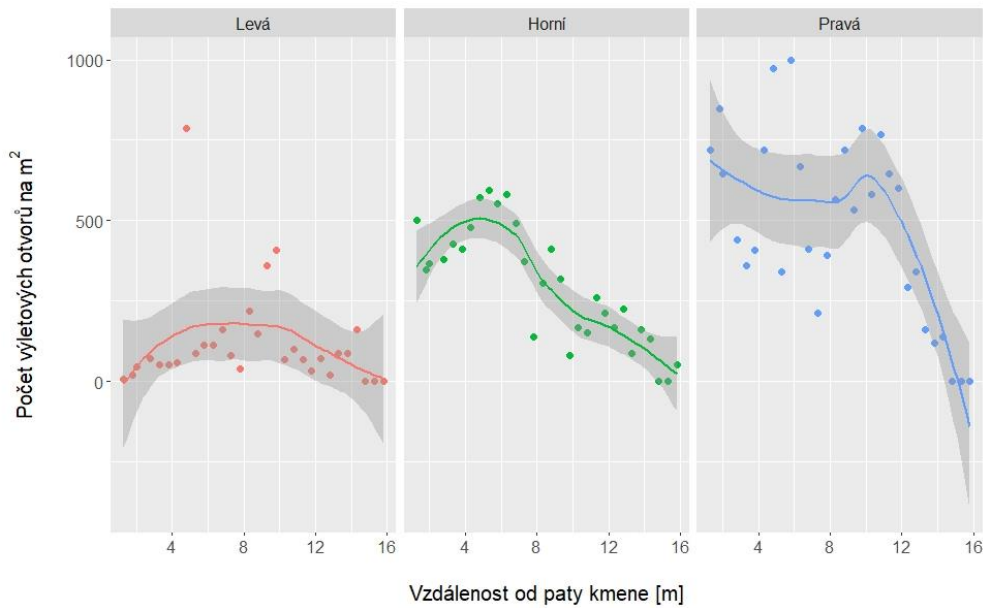 Levá Horní Pravá
1000
500
0
Počet výletových otvorů na m²
4 8 12 16 4 8 12 16 4 8 12 16
Vzdálenost od paty kmene [m]